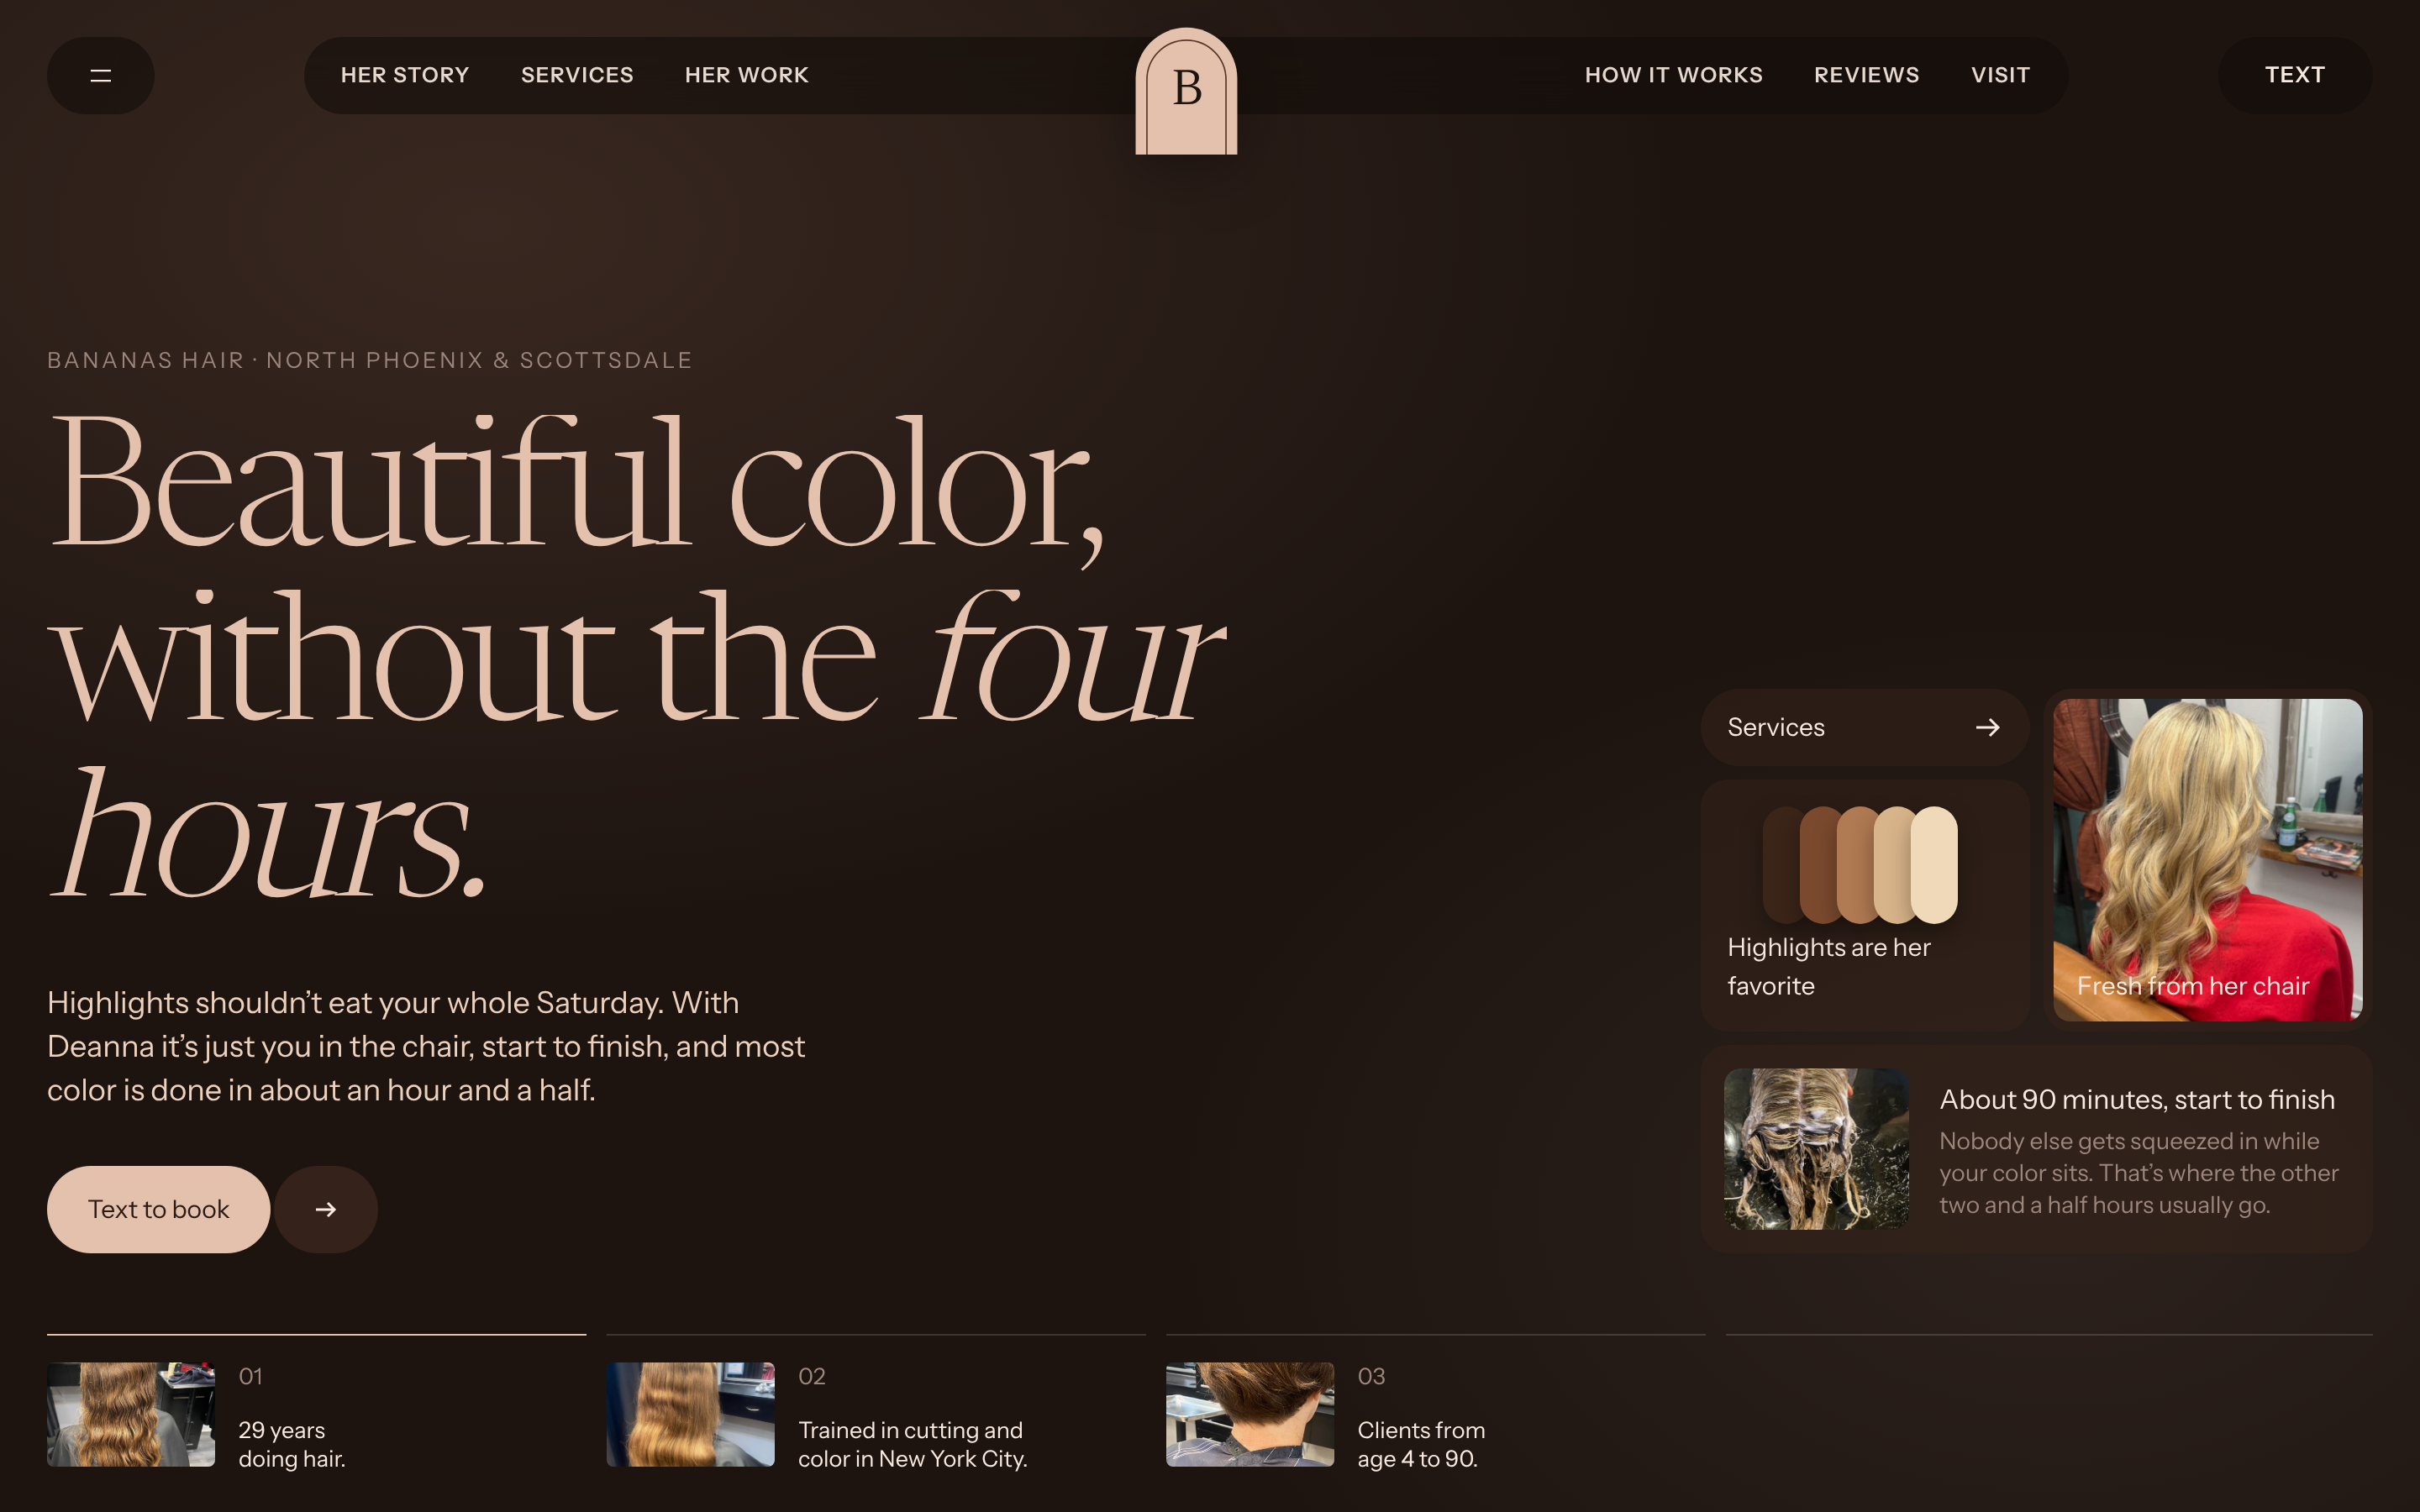 HER STORY
SERVICES
HER WORK
B
HOW IT WORKS
REVIEWS
VISIT
TEXT
BANANAS HAIR · NORTH PHOENIX & SCOTTSDALE
Beautiful color,
without the four
hours.
Highlights shouldn’t eat your whole Saturday. With
Deanna it’s just you in the chair, start to finish, and most
color is done in about an hour and a half.
Text to book
Services
Highlights are her
favorite
Fresh from her chair
About 90 minutes, start to finish
Nobody else gets squeezed in while
your color sits. That’s where the other
two and a half hours usually go.
01
29 years
doing hair.
02
Trained in cutting and
color in New York City.
03
Clients from
age 4 to 90.